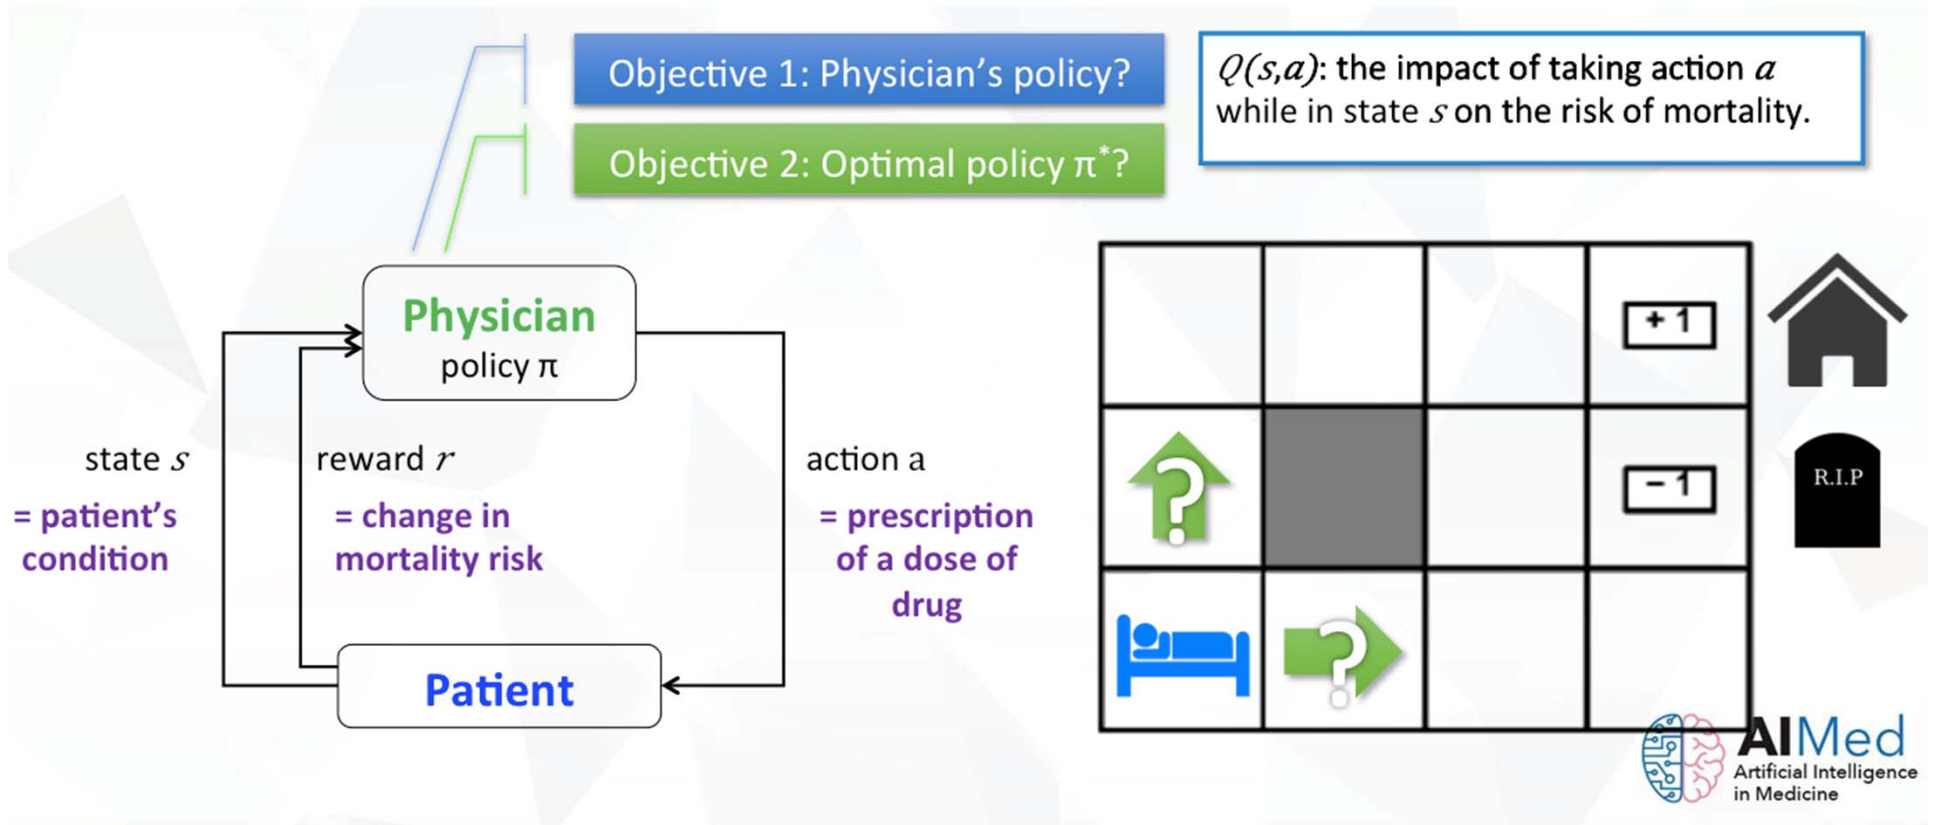 Objective 1: Physician's policy?
Objective 2: Optimal policy π*?
Q(s,a): the impact of taking action a
while in state s on the risk of mortality.
Physician
policy π
state s
= patient's
condition
reward r
= change in
mortality risk
action a
= prescription
of a dose of
drug
Patient
+ 1
− 1
R.I.P
?
?
AIMed
Artificial Intelligence
in Medicine